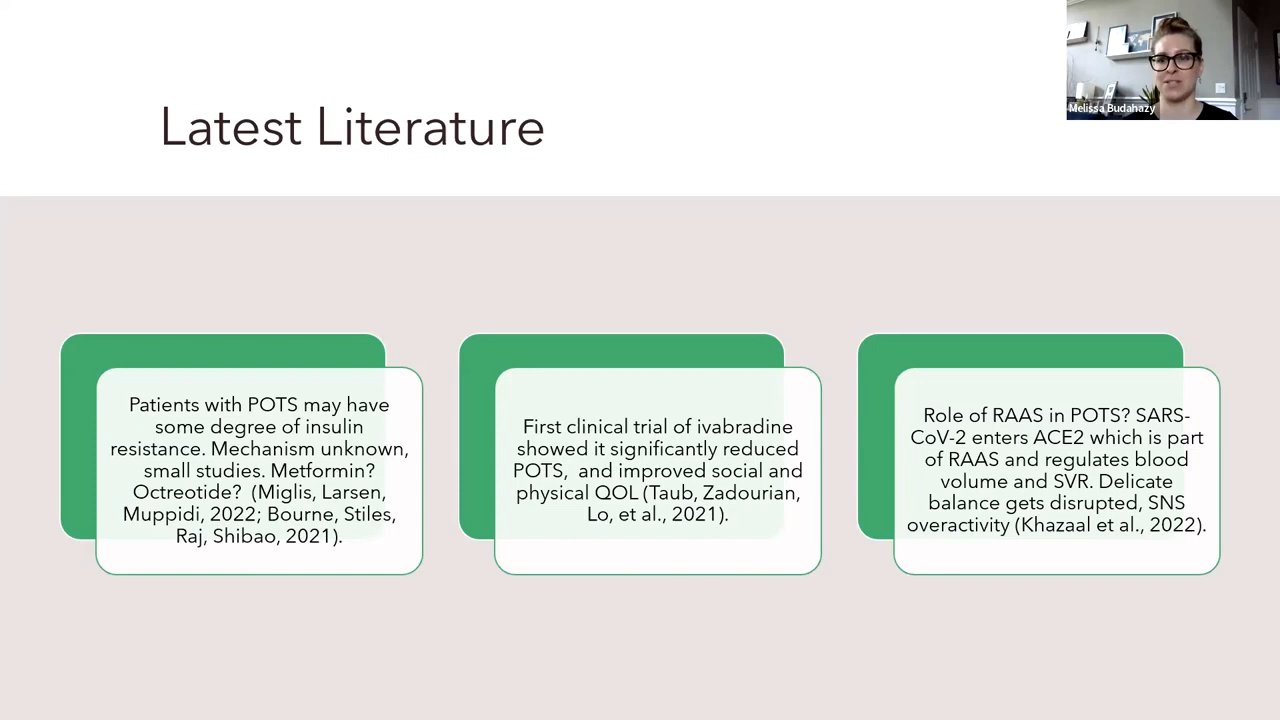 Melissa Budahazy
Latest Literature
Patients with POTS may have
some degree of insulin
resistance. Mechanism unknown,
small studies. Metformin?
Octreotide?  (Miglis, Larsen,
Muppidi, 2022; Bourne, Stiles,
Raj, Shibao, 2021).
First clinical trial of ivabradine
showed it significantly reduced
POTS,  and improved social and
physical QOL (Taub, Zadourian,
Lo, et al., 2021).
Role of RAAS in POTS? SARS-
CoV-2 enters ACE2 which is part
of RAAS and regulates blood
volume and SVR. Delicate
balance gets disrupted, SNS
overactivity (Khazaal et al., 2022).